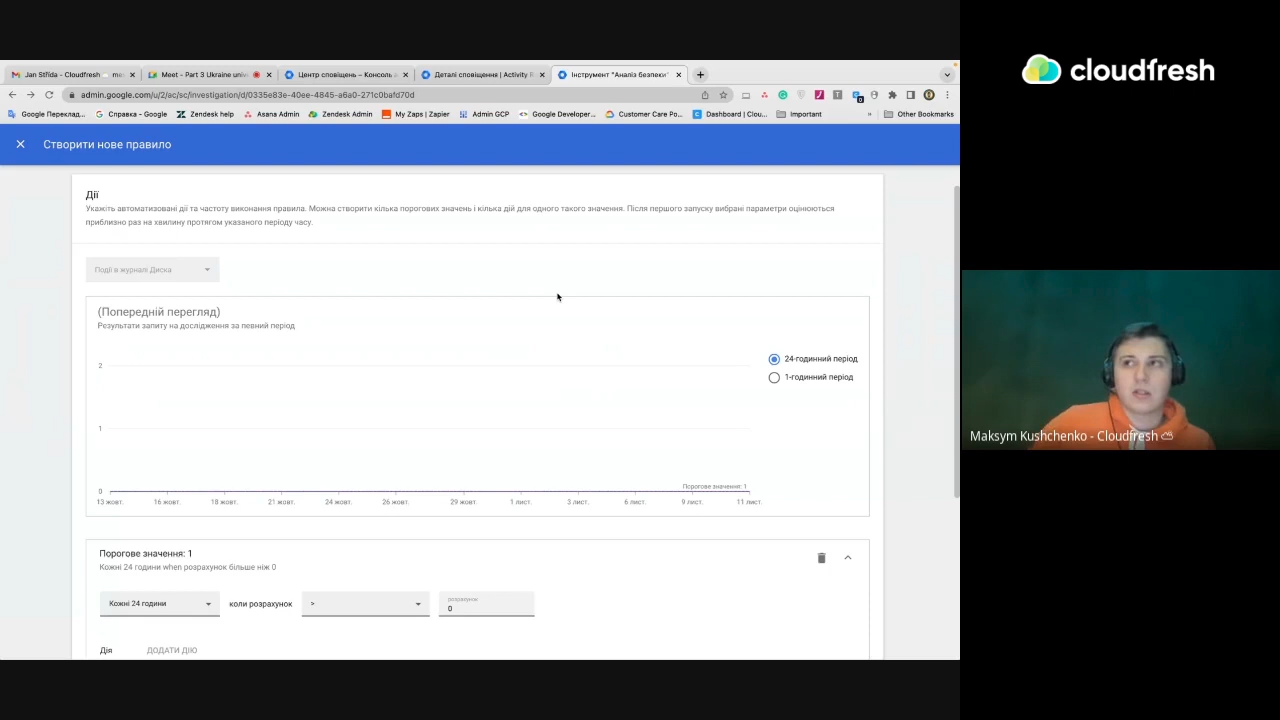 Jan Střída - Cloudfresh
Meet - Part 3 Ukraine univ
Центр сповіщень – Консоль
Деталі сповіщення | Activity R
Інструмент "Аналіз безпеки"
admin.google.com/u/2/ac/sc/investigation/d/0335e83e-40ee-4845-a6a0-271c0bafd70d
Google Переклад...
Справка - Google
Zendesk help
Asana Admin
Zendesk Admin
My Zaps | Zapier
Admin GCP
Google Developer...
Customer Care Po...
Dashboard | Clou...
Important
»
Other Bookmarks
Створити нове правило
Дії
Укажіть автоматизовані дії та частоту виконання правила. Можна створити кілька порогових значень і кілька дій для одного такого значення. Після першого запуску вибрані параметри оцінюються
приблизно раз на хвилину протягом указаного періоду часу.
Події в журналі Диска
(Попередній перегляд)
Результати запиту на дослідження за певний період
2
24-годинний період
1-годинний період
1
Порогове значення: 1
0
13 жовт. 16 жовт. 18 жовт. 21 жовт. 24 жовт. 26 жовт. 29 жовт. 1 лист. 3 лист. 6 лист. 9 лист. 11 лист.
Порогове значення: 1
Кожні 24 години when розрахунок більше ніж 0
Кожні 24 години
коли розрахунок
>
розрахунок
0
Дія
ДОДАТИ ДІЮ
cloudfresh
Maksym Kushchenko - Cloudfresh